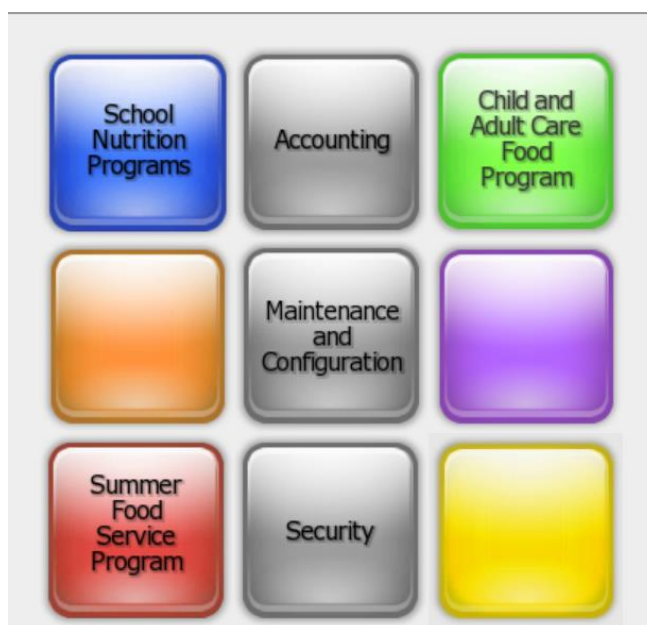 School
Nutrition
Programs
Accounting
Child and
Adult Care
Food
Program
Maintenance
and
Configuration
Summer
Food
Service
Program
Security